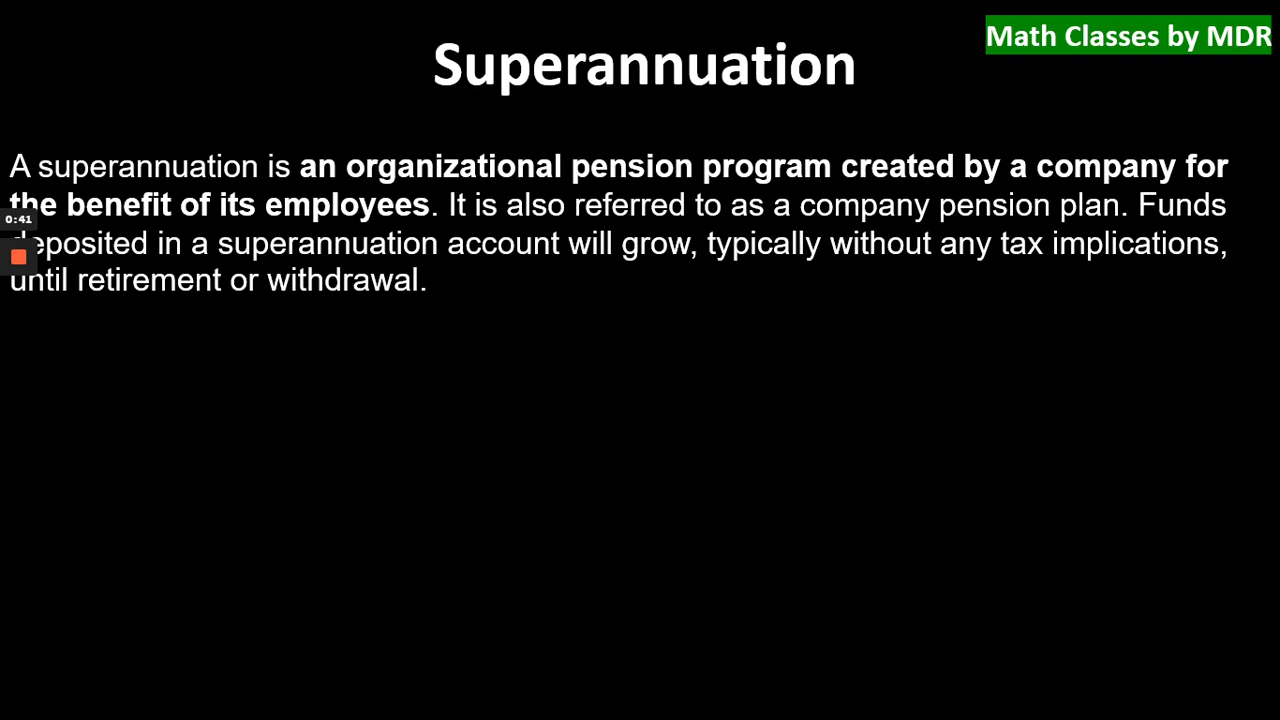 Math Classes by MDR
Superannuation
A superannuation is an organizational pension program created by a company for
the benefit of its employees. It is also referred to as a company pension plan. Funds
0:41
deposited in a superannuation account will grow, typically without any tax implications,
until retirement or withdrawal.